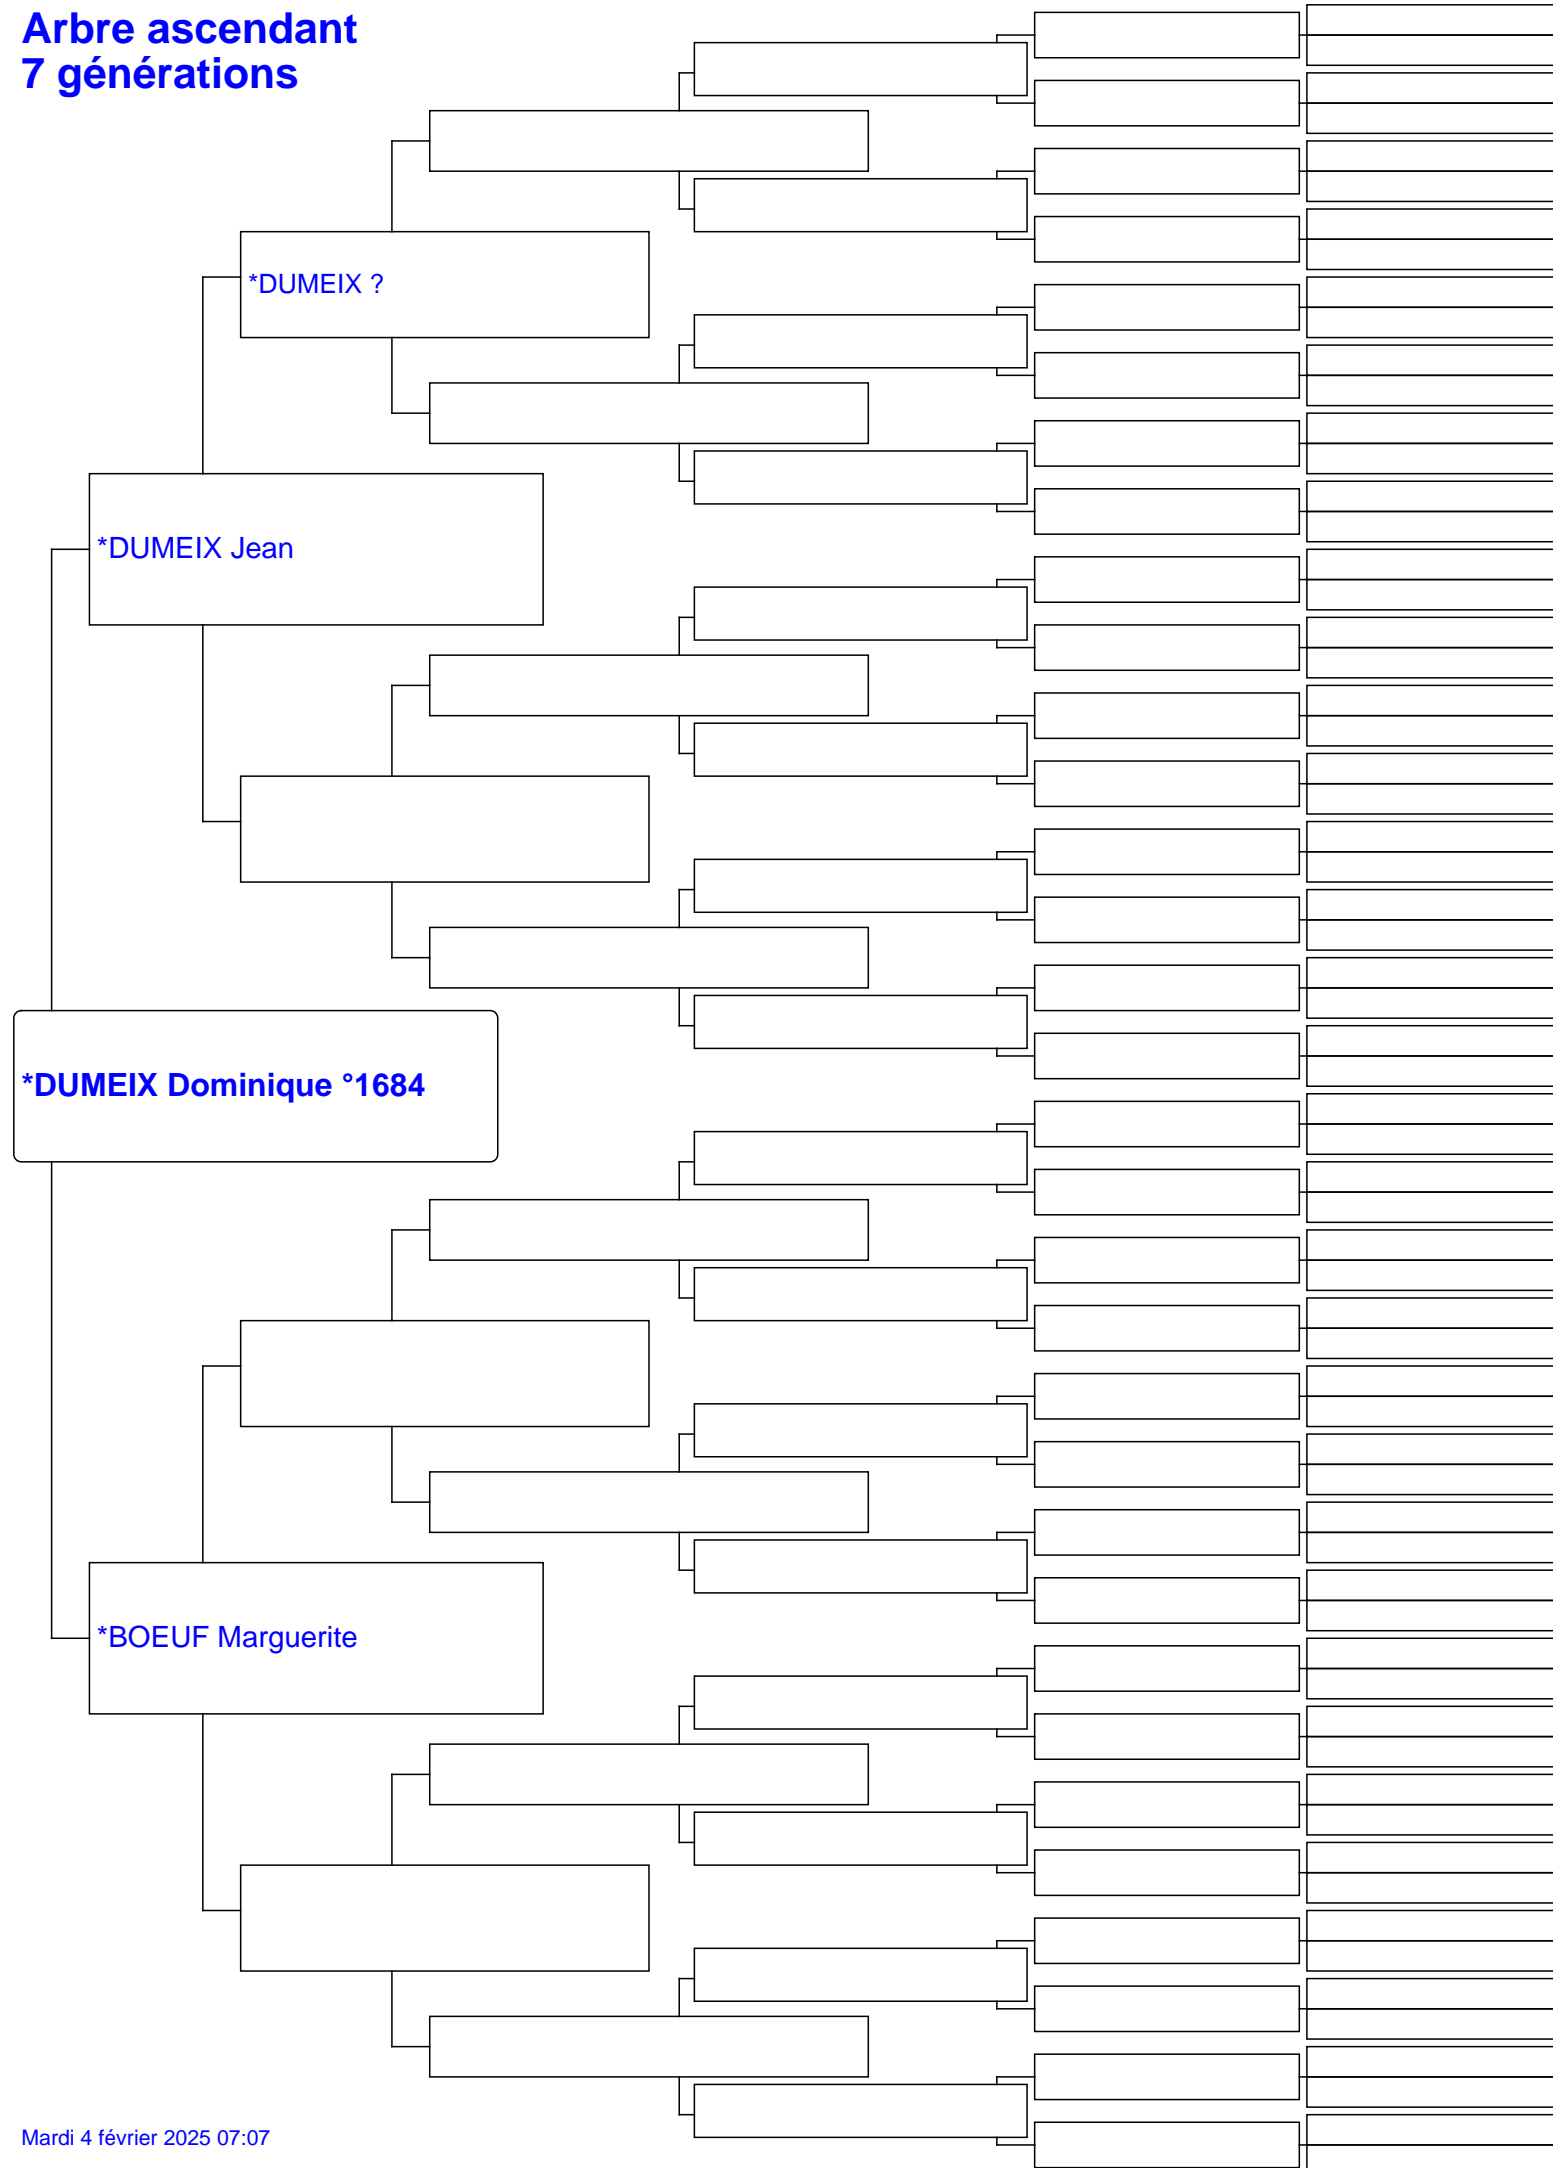 Arbre ascendant
7 générations
*DUMEIX ?
*DUMEIX Jean
*DUMEIX Dominique °1684
*BOEUF Marguerite
Mardi 4 février 2025 07:07